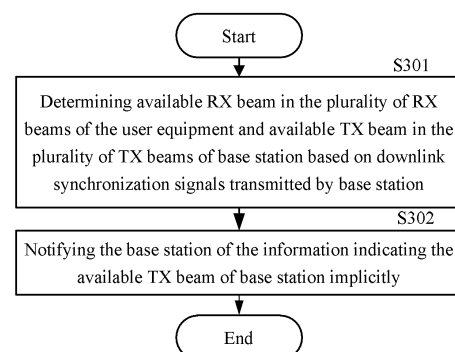 Start
S301
Determining available RX beam in the plurality of RX
beams of the user equipment and available TX beam in the
plurality of TX beams of base station based on downlink
synchronization signals transmitted by base station
S302
Notifying the base station of the information indicating the
available TX beam of base station implicitly
End